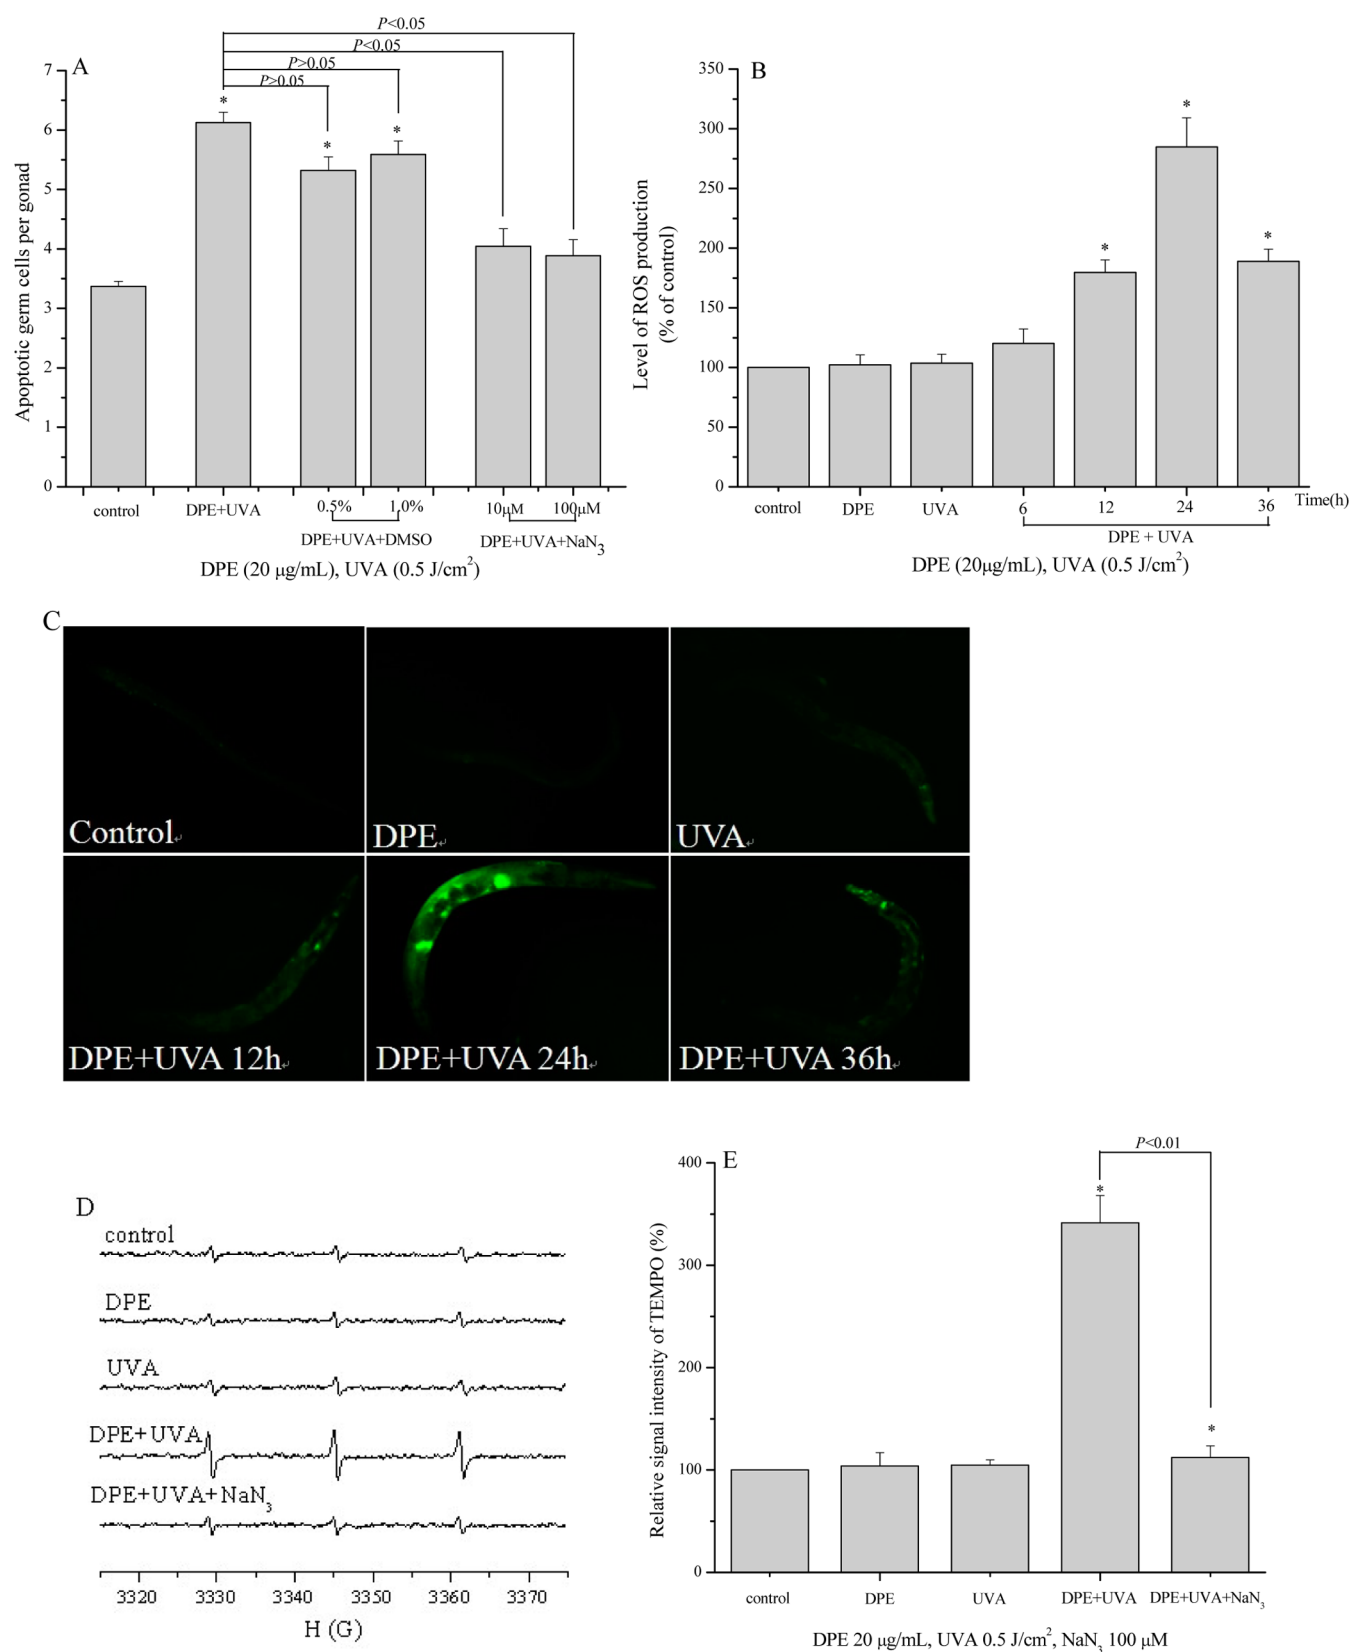 A
P<0.05
P<0.05
P>0.05
P>0.05
*
*
*
7
6
5
4
3
2
1
0
Apoptotic germ cells per gonad
control
DPE+UVA
0.5%
1.0%
10μM
100μM
DPE+UVA+DMSO
DPE+UVA+NaN3
DPE (20 μg/mL), UVA (0.5 J/cm2)
B
350
300
250
200
150
100
50
0
Level of ROS production
(% of control)
*
*
*
control
DPE
UVA
6
12
24
36
Time(h)
DPE + UVA
DPE (20μg/mL), UVA (0.5 J/cm2)
C
Control
DPE
UVA
DPE+UVA 12h
DPE+UVA 24h
DPE+UVA 36h
D
control
DPE
UVA
DPE+UVA
DPE+UVA+NaN3
3320
3330
3340
3350
3360
3370
H (G)
E
P<0.01
*
*
400
300
200
100
0
Relative signal intensity of TEMPO (%)
control
DPE
UVA
DPE+UVA
DPE+UVA+NaN3
DPE 20 μg/mL, UVA 0.5 J/cm2, NaN3 100 μM